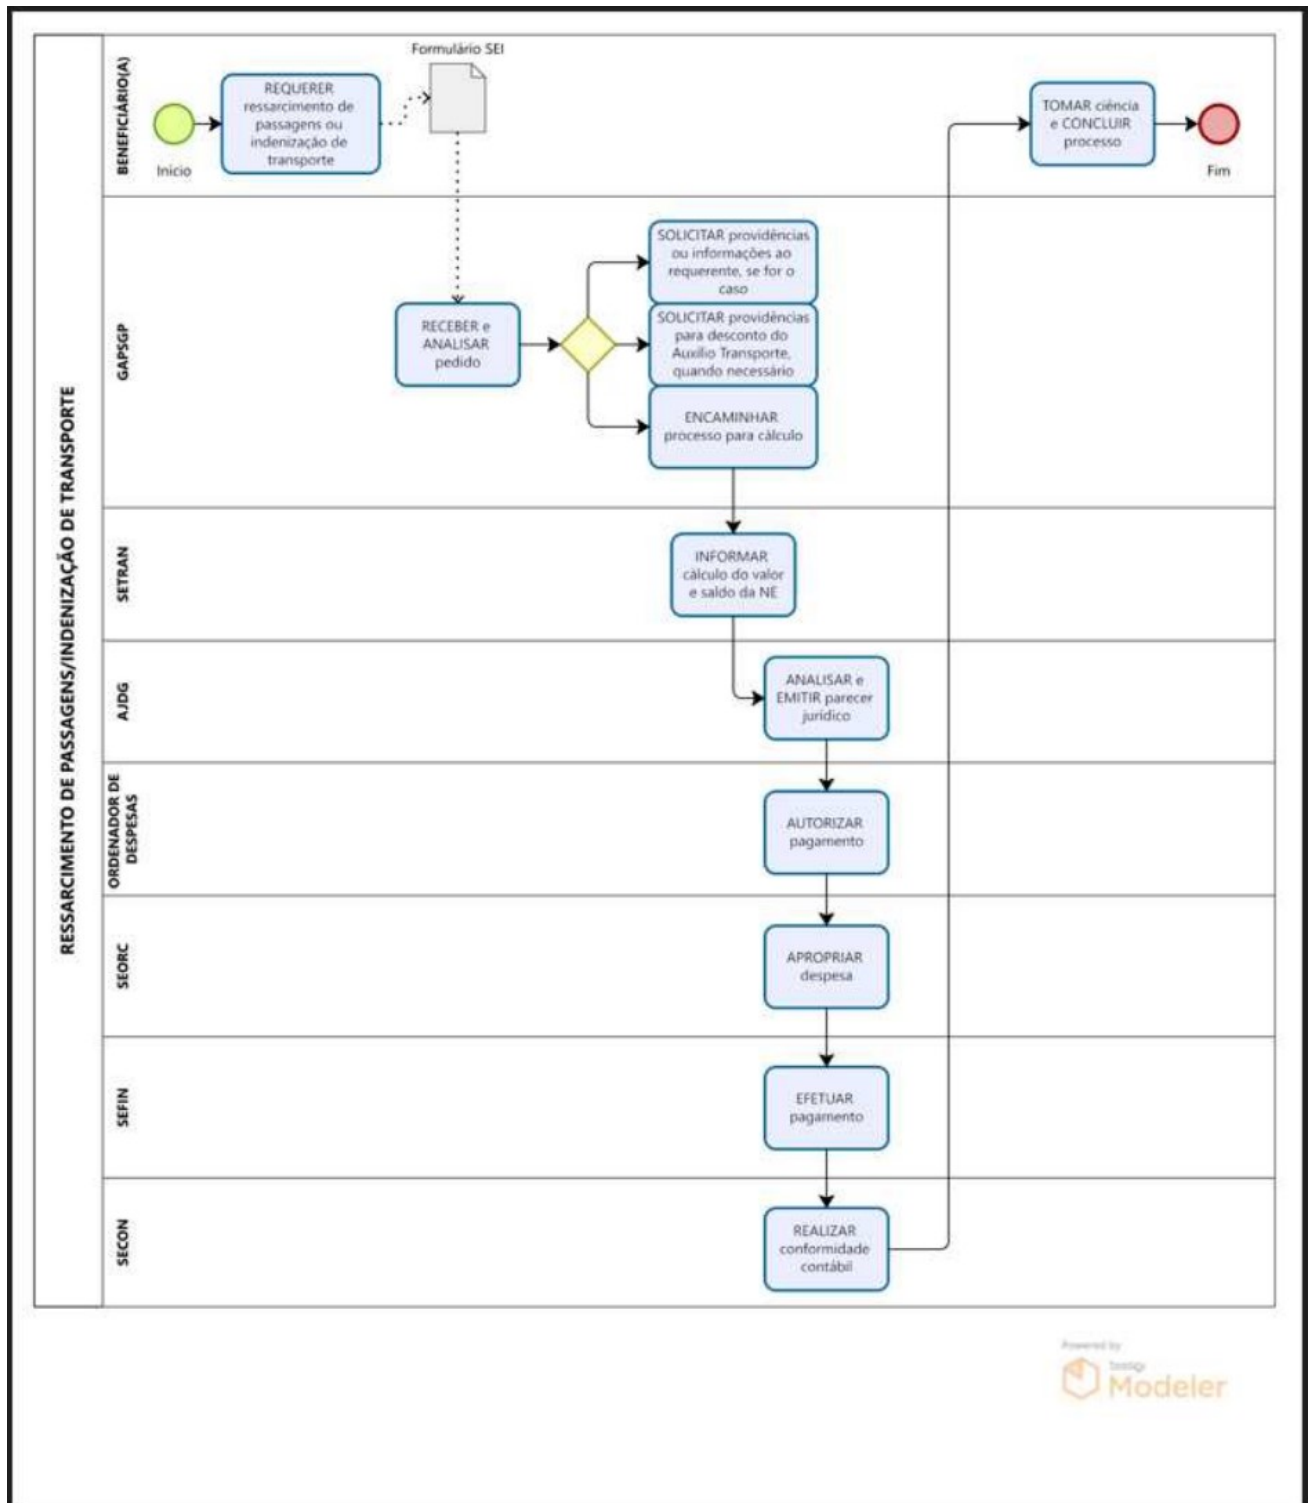 RESSARCIMENTO DE PASSAGENS/INDENIZAÇÃO DE TRANSPORTE
BENEFICIÁRIO(A)
Início
REQUERER
ressarcimento de
passagens ou
indenização de
transporte
Formulário SEI
TOMAR ciência
e CONCLUIR
processo
Fim
GAPSGP
RECEBER e
ANALISAR
pedido
SOLICITAR providências
ou informações ao
requerente, se for o
caso
SOLICITAR providências
para desconto do
Auxílio Transporte,
quando necessário
ENCAMINHAR
processo para cálculo
SETRAN
INFORMAR
cálculo do valor
e saldo da NE
AJDG
ANALISAR e
EMITIR parecer
jurídico
ORDENADOR DE
DESPESAS
AUTORIZAR
pagamento
SEORC
APROPRIAR
despesa
SEFIN
EFETUAR
pagamento
SECON
REALIZAR
conformidade
contábil
Powered by
bizagi
Modeler